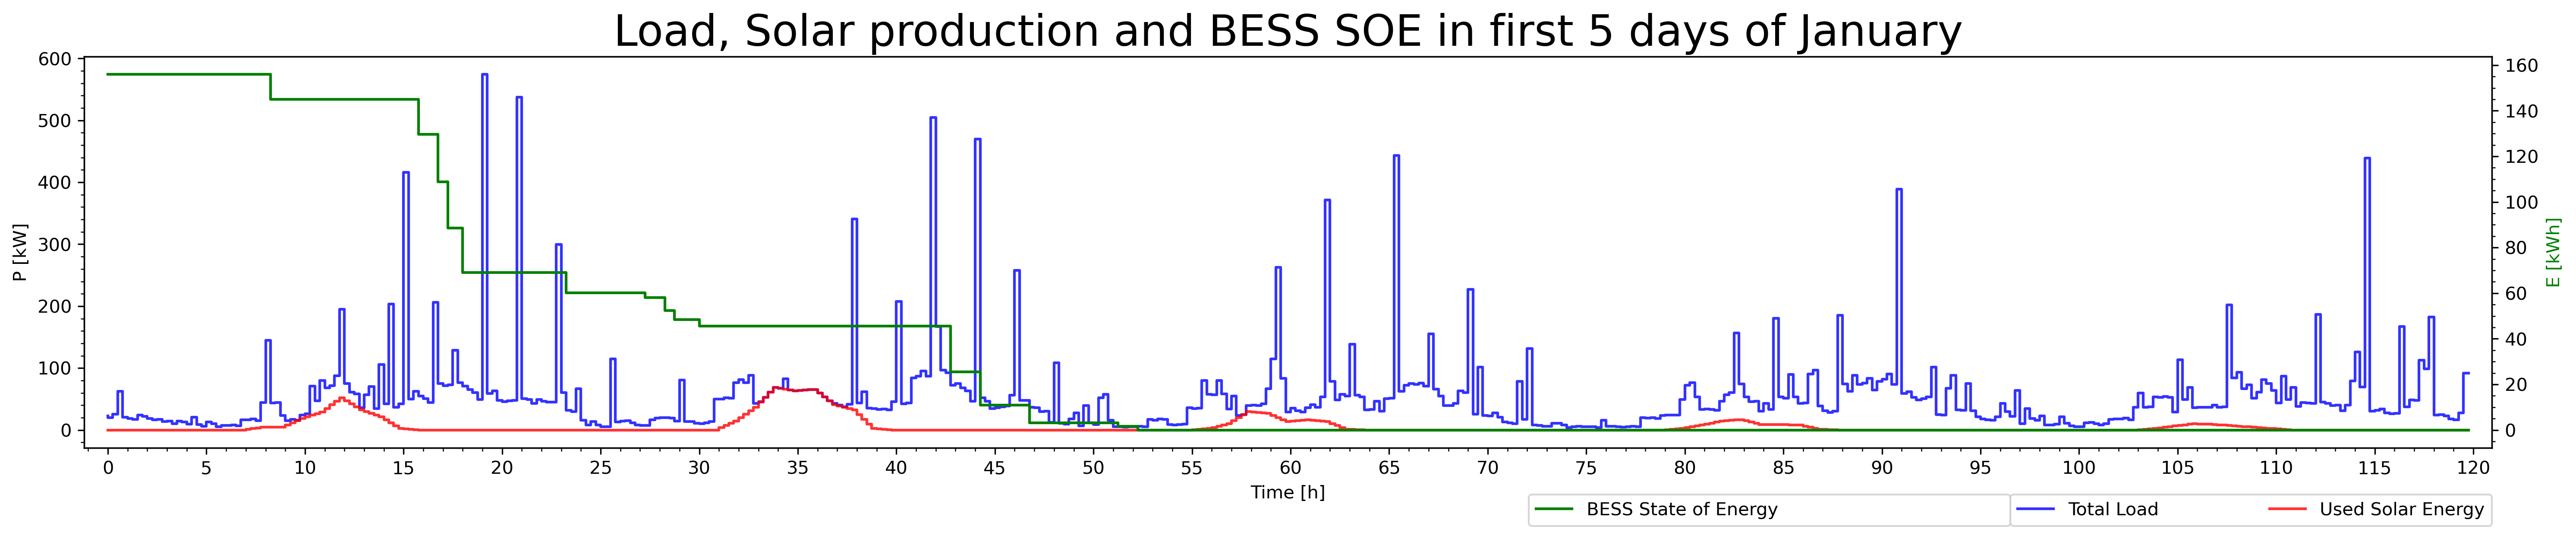 Load, Solar production and BESS SOE in first 5 days of January
600
500
400
300
200
100
0
P [kW]
160
140
120
100
80
60
40
20
0
E [kWh]
0 5 10 15 20 25 30 35 40 45 50 55 60 65 70 75 80 85 90 95 100 105 110 115 120
Time [h]
BESS State of Energy Total Load Used Solar Energy